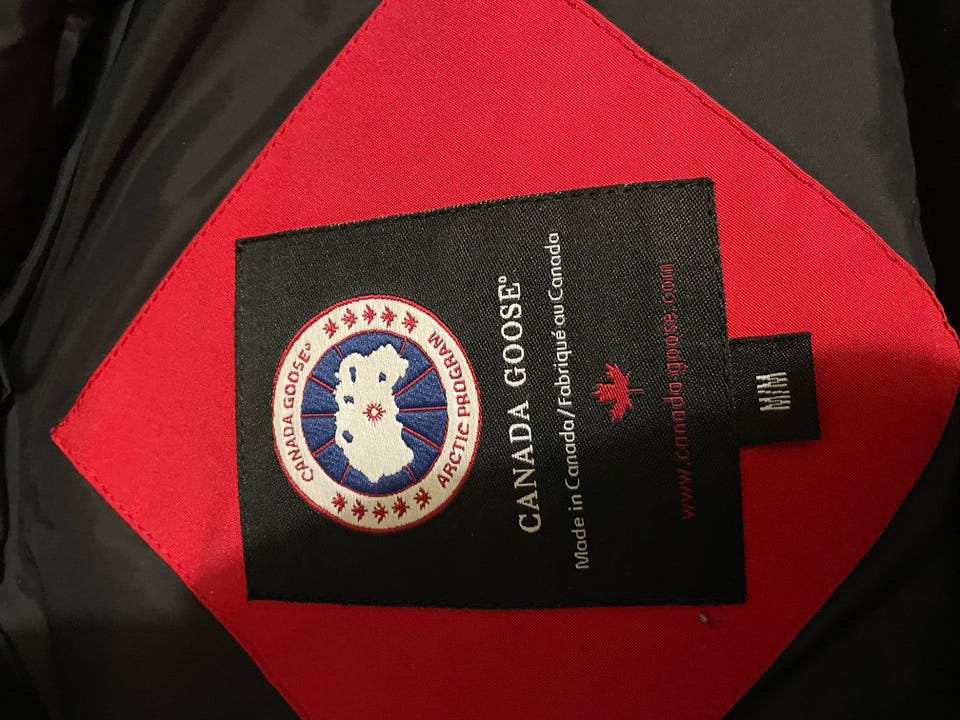 CANADA GOOSE®
ARCTIC PROGRAM
CANADA GOOSE®
Made in Canada/Fabriqué au Canada
www.canada-goose.com
M/M